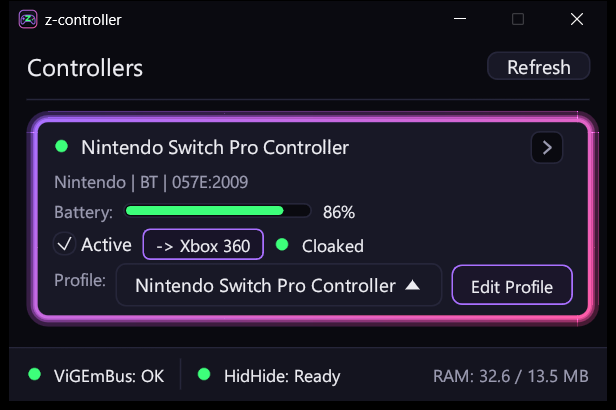 z-controller
Controllers
Refresh
Nintendo Switch Pro Controller
Nintendo | BT | 057E:2009
Battery: 86%
Active -> Xbox 360 Cloaked
Profile: Nintendo Switch Pro Controller Edit Profile
ViGEmBus: OK HidHide: Ready RAM: 32.6 / 13.5 MB